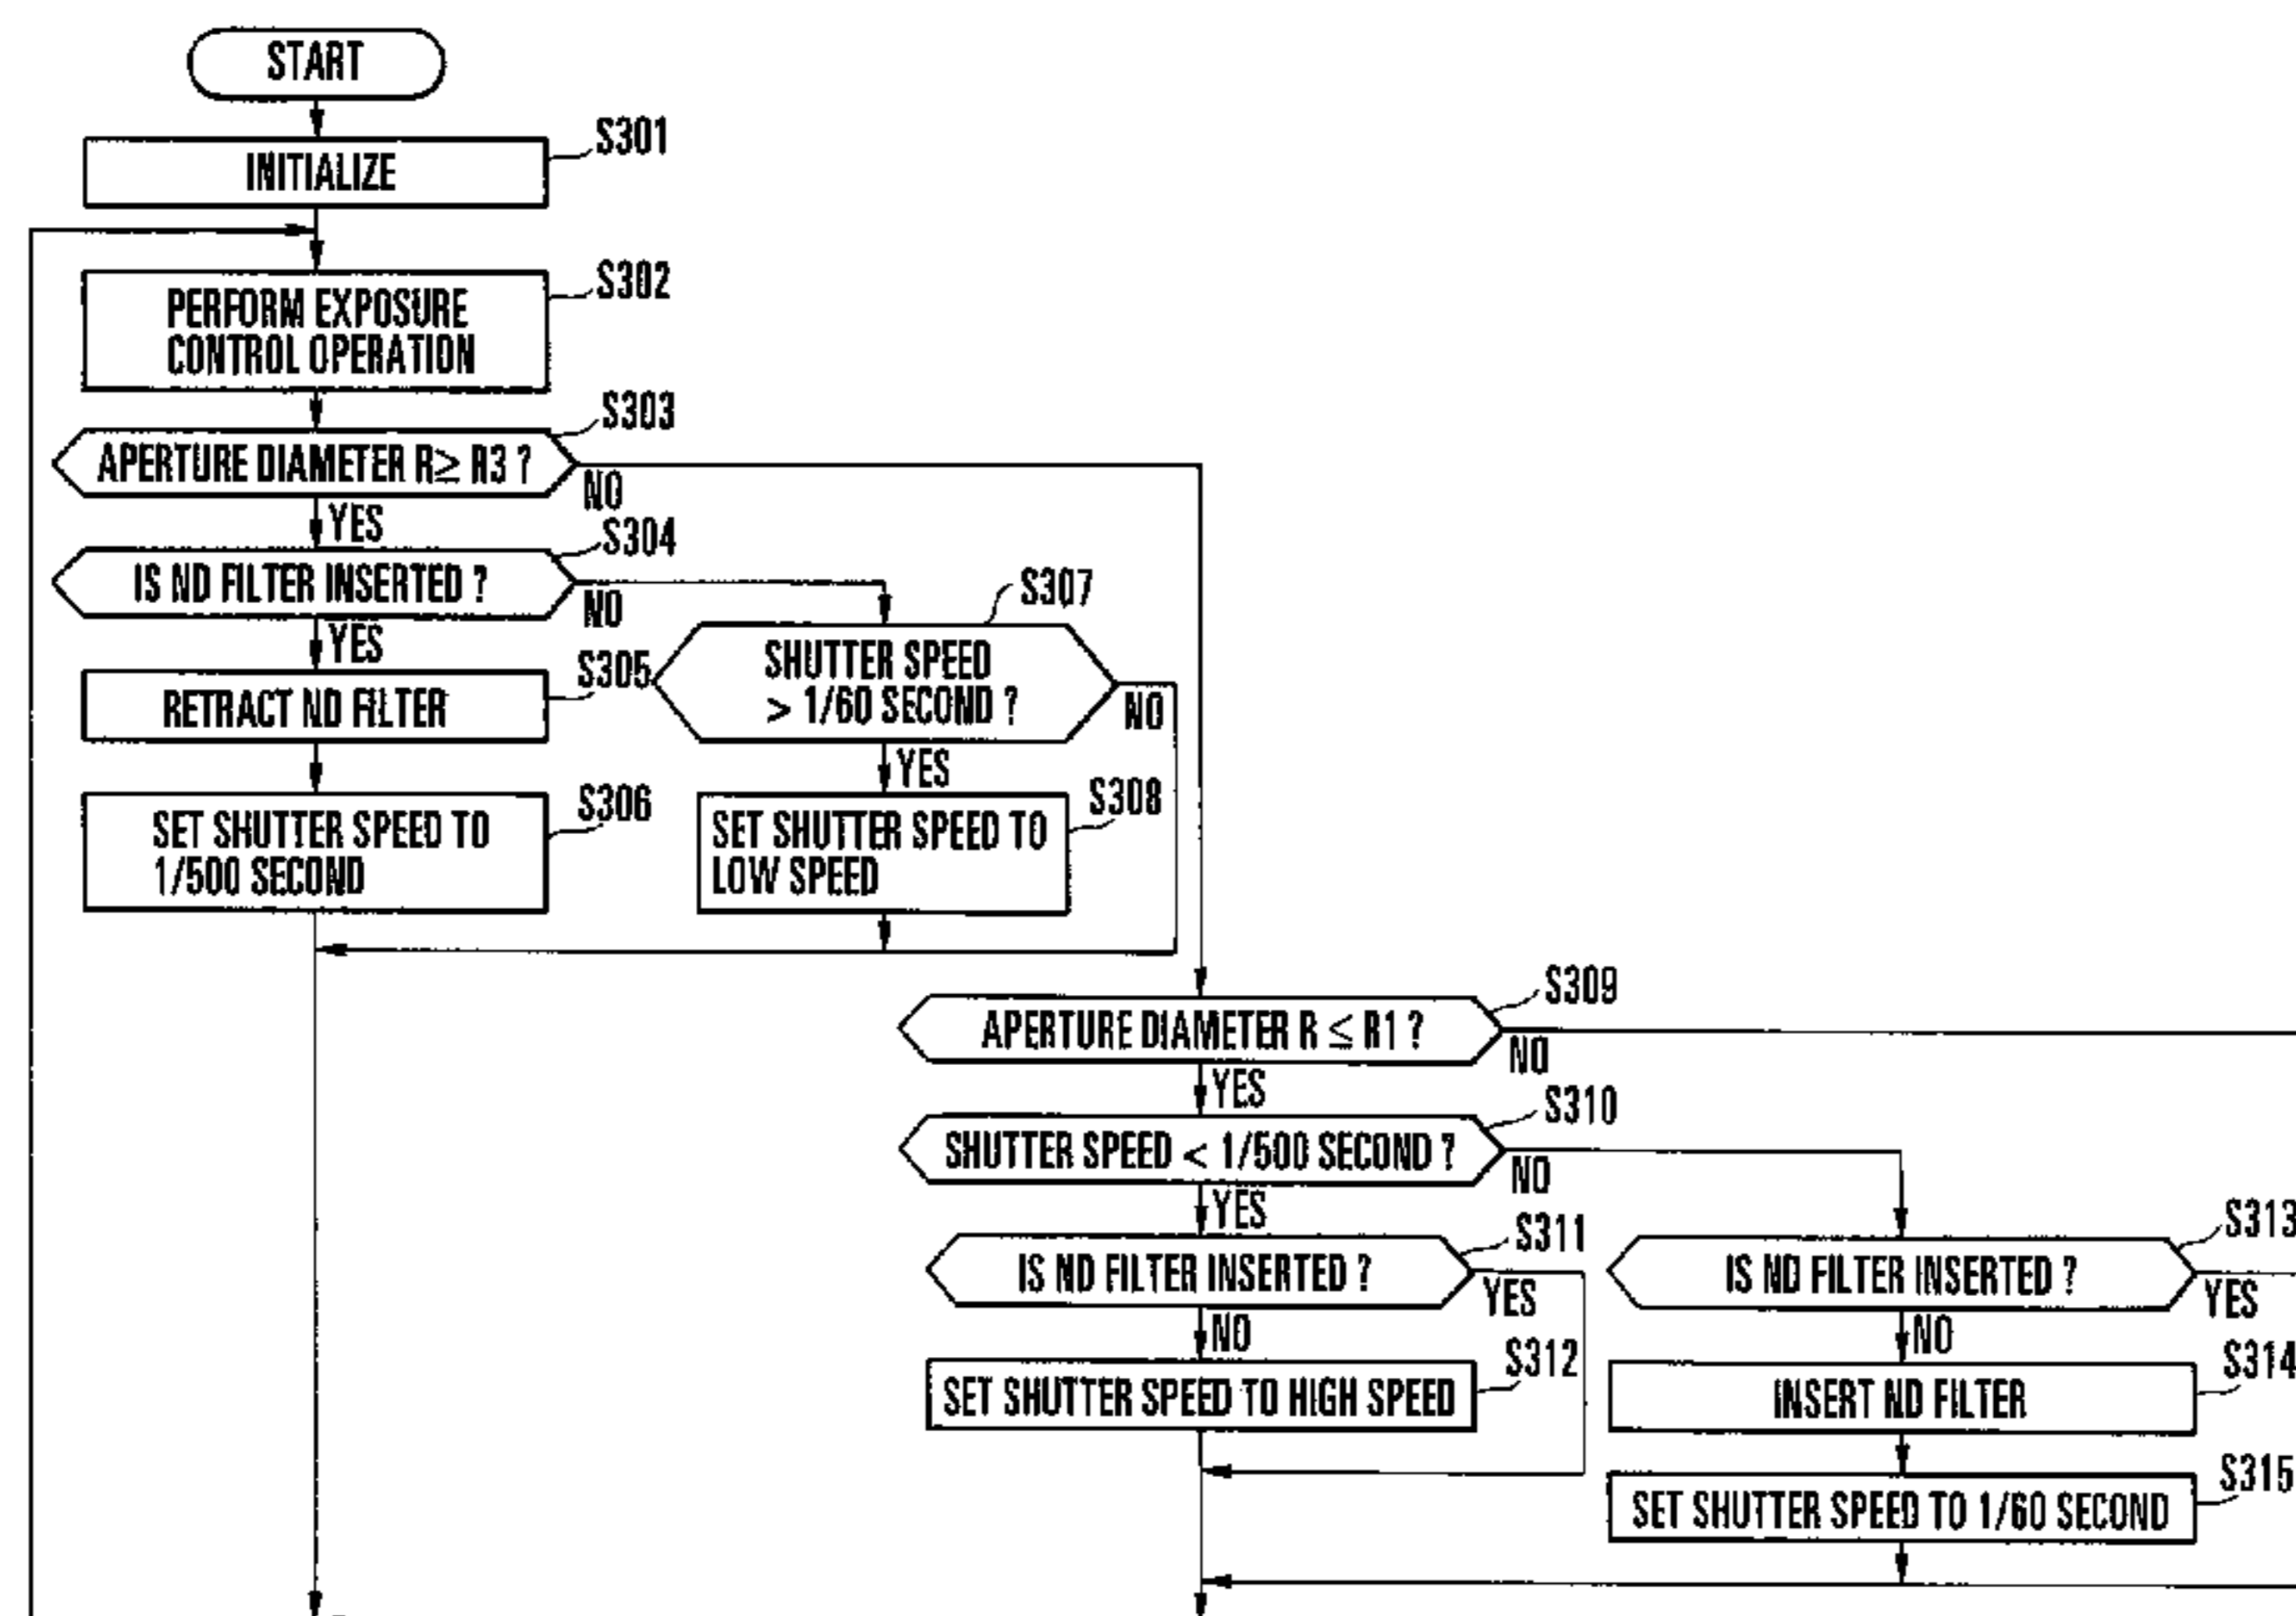 START
INITIALIZE
S301
PERFORM EXPOSURE
CONTROL OPERATION
S302
APERTURE DIAMETER R≧ R3 ?
S303
NO
YES
IS ND FILTER INSERTED ?
S304
NO
YES
RETRACT ND FILTER
S305
SET SHUTTER SPEED TO
1/500 SECOND
S306
SHUTTER SPEED
> 1/60 SECOND ?
S307
NO
YES
SET SHUTTER SPEED TO
LOW SPEED
S308
APERTURE DIAMETER R ≦ R1 ?
S309
NO
YES
SHUTTER SPEED < 1/500 SECOND ?
S310
NO
YES
IS ND FILTER INSERTED ?
S311
YES
NO
SET SHUTTER SPEED TO HIGH SPEED
S312
IS ND FILTER INSERTED ?
S313
YES
NO
INSERT ND FILTER
S314
SET SHUTTER SPEED TO 1/60 SECOND
S315